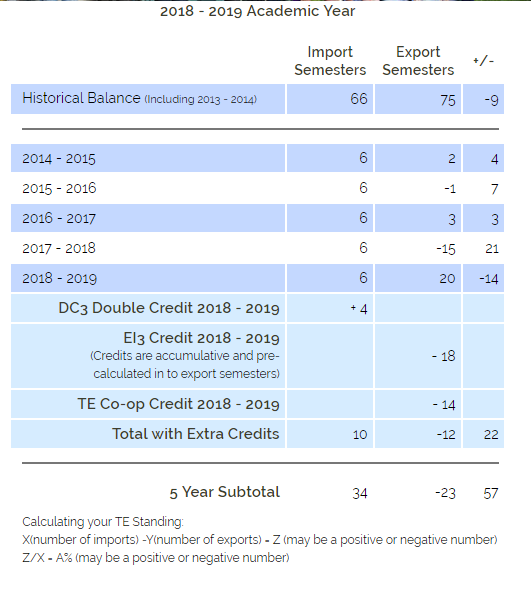 2018 - 2019 Academic Year
Import Semesters Export Semesters +/-
Historical Balance (Including 2013 - 2014) 66 75 -9
2014 - 2015 6 2 4
2015 - 2016 6 -1 7
2016 - 2017 6 3 3
2017 - 2018 6 -15 21
2018 - 2019 6 20 -14
DC3 Double Credit 2018 - 2019 + 4
EI3 Credit 2018 - 2019
(Credits are accumulative and pre-
calculated in to export semesters) - 18
TE Co-op Credit 2018 - 2019 - 14
Total with Extra Credits 10 -12 22
5 Year Subtotal 34 -23 57
Calculating your TE Standing:
X(number of imports) -Y(number of exports) = Z (may be a positive or negative number)
Z/X = A% (may be a positive or negative number)